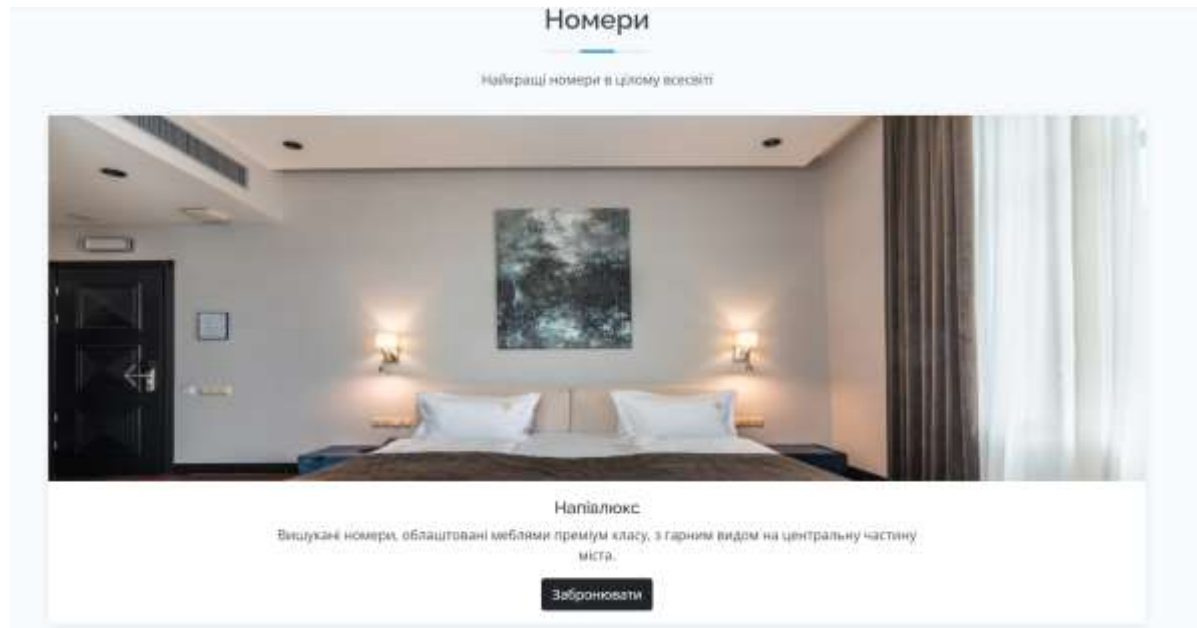 Номери
Найкращі номери в цілому всесвіті
Напівлюкс
Вишукані номери, облаштовані меблями преміум класу, з гарним видом на центральну частину
міста.
Забронювати